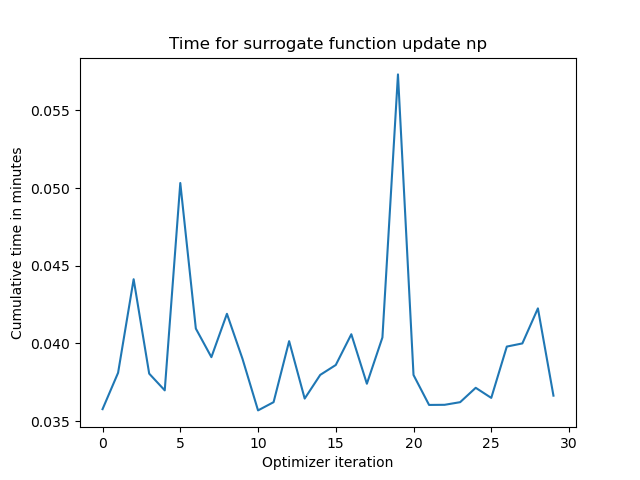 Time for surrogate function update np
Cumulative time in minutes
0.055
0.050
0.045
0.040
0.035
0 5 10 15 20 25 30
Optimizer iteration